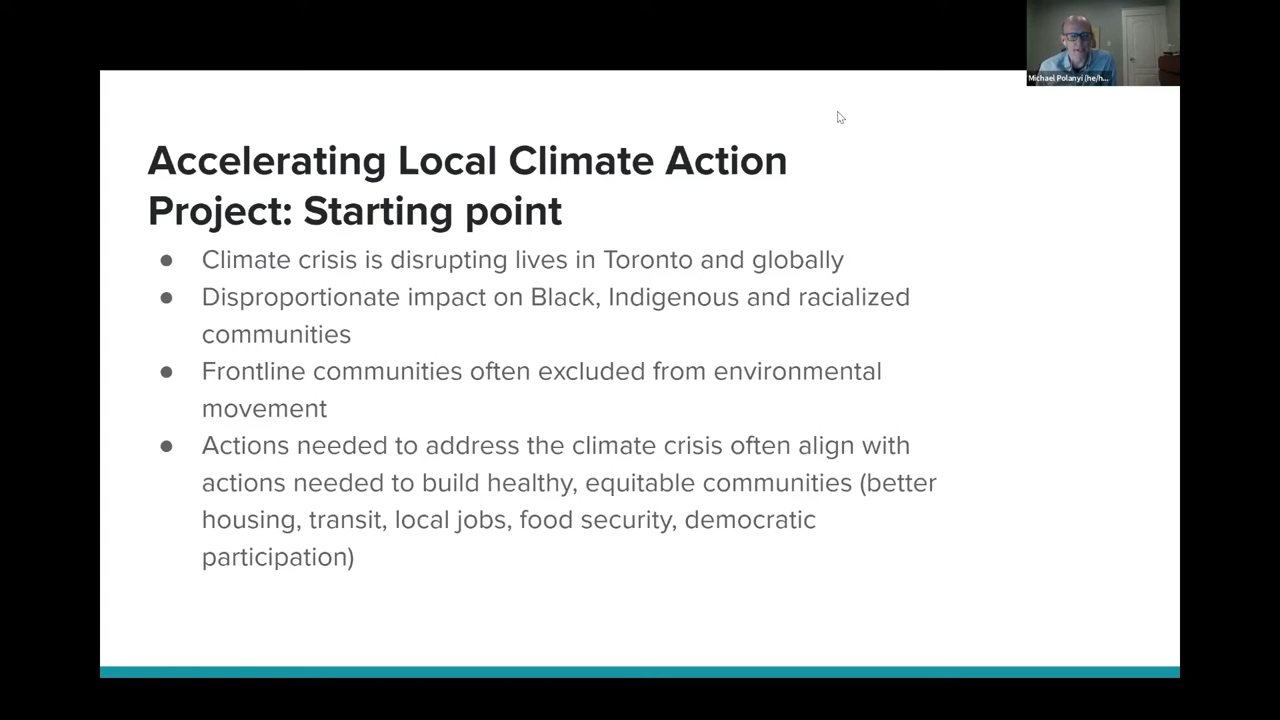 Michael Polanyi (he/h...
Accelerating Local Climate Action
Project: Starting point
● Climate crisis is disrupting lives in Toronto and globally
● Disproportionate impact on Black, Indigenous and racialized
communities
● Frontline communities often excluded from environmental
movement
● Actions needed to address the climate crisis often align with
actions needed to build healthy, equitable communities (better
housing, transit, local jobs, food security, democratic
participation)